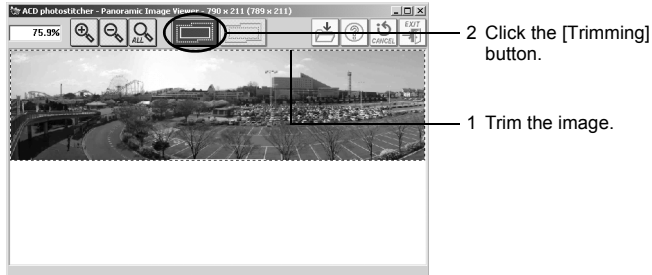 ACD photostitcher - Panoramic Image Viewer - 790 x 211 (789 x 211)
75.9%
ALL
CANCEL
EXIT
2 Click the [Trimming]
button.
1 Trim the image.